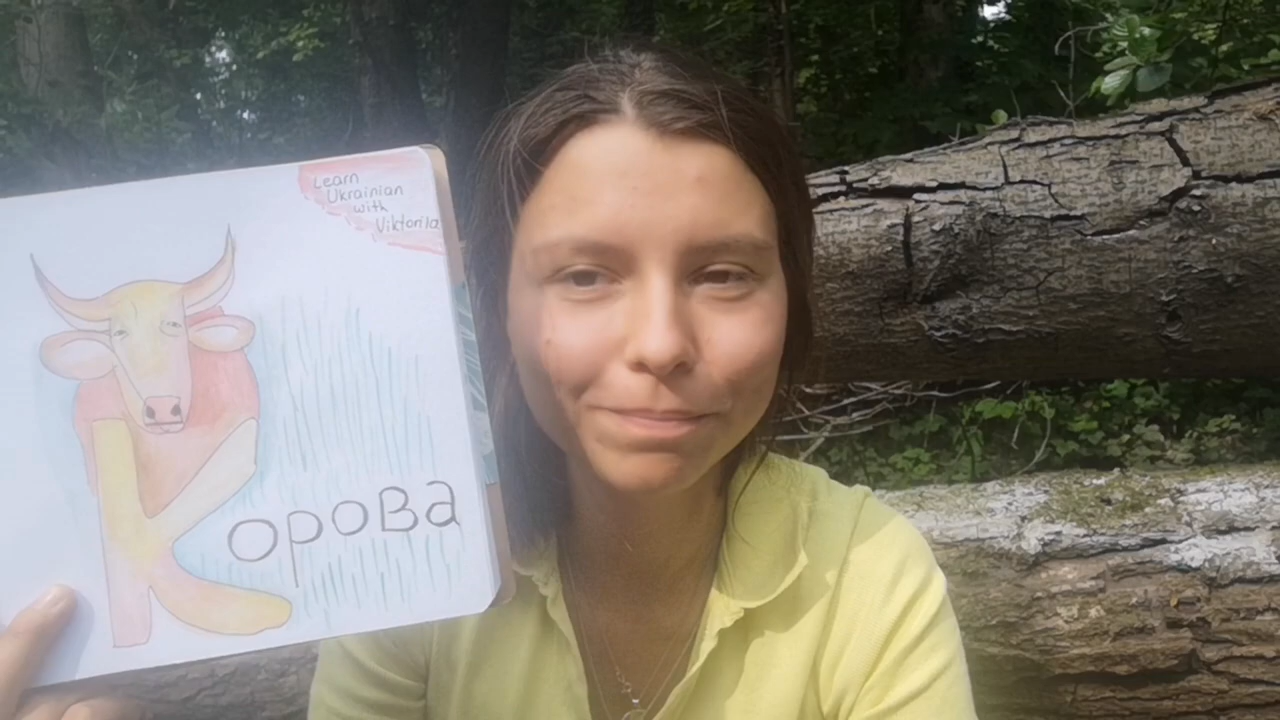 Learn
Ukrainian
with
Viktoriia
Корова